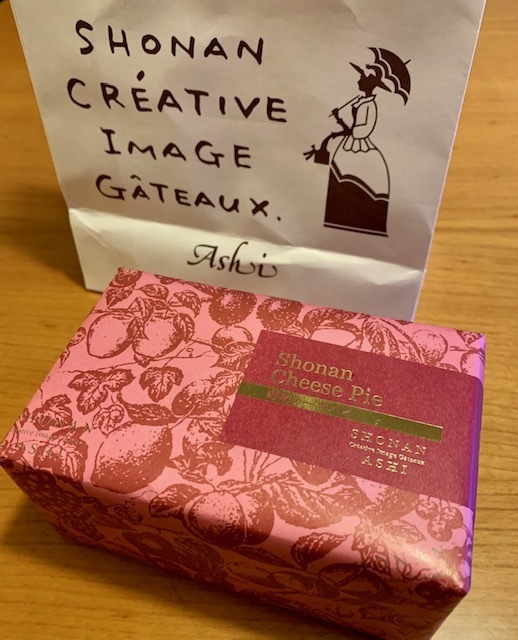 SHONAN
CRÉATIVE
IMAGE
GÂTEAUX.
Ashi
Shonan
Cheese Pie
SHONAN
Créative Image Gâteaux
ASHI